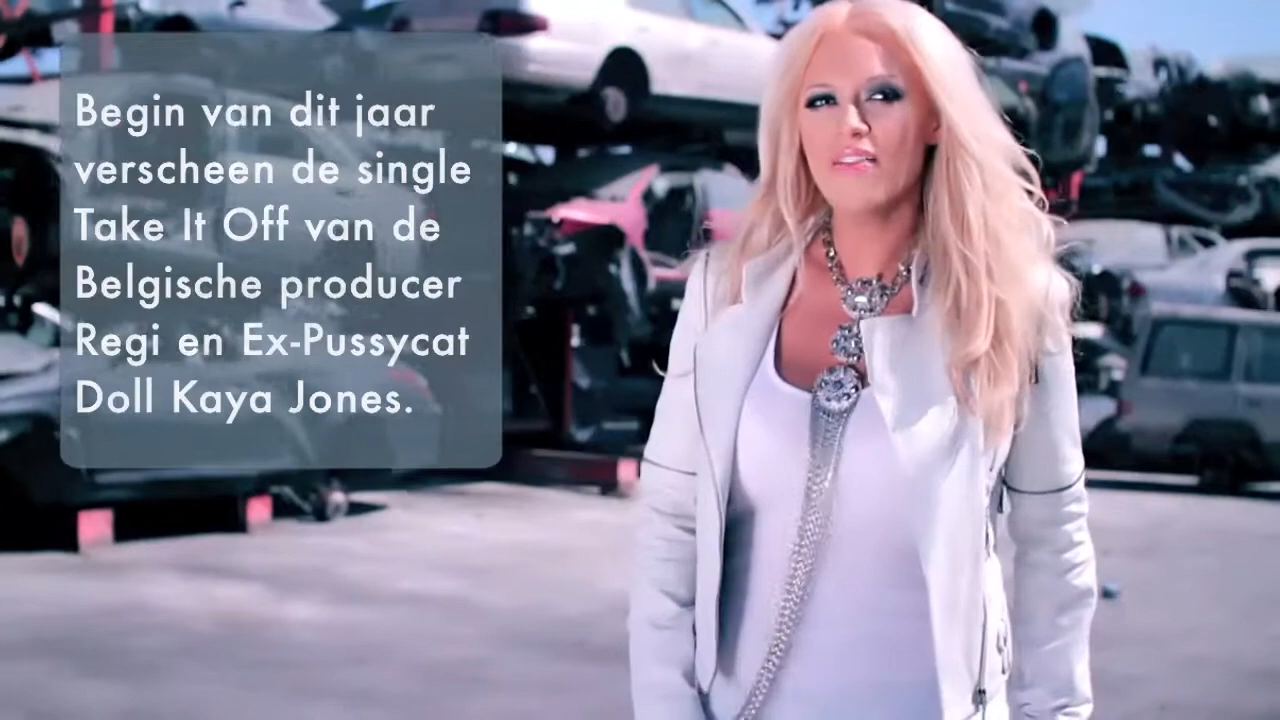 Begin van dit jaar
verscheen de single
Take It Off van de
Belgische producer
Regi en Ex-Pussycat
Doll Kaya Jones.